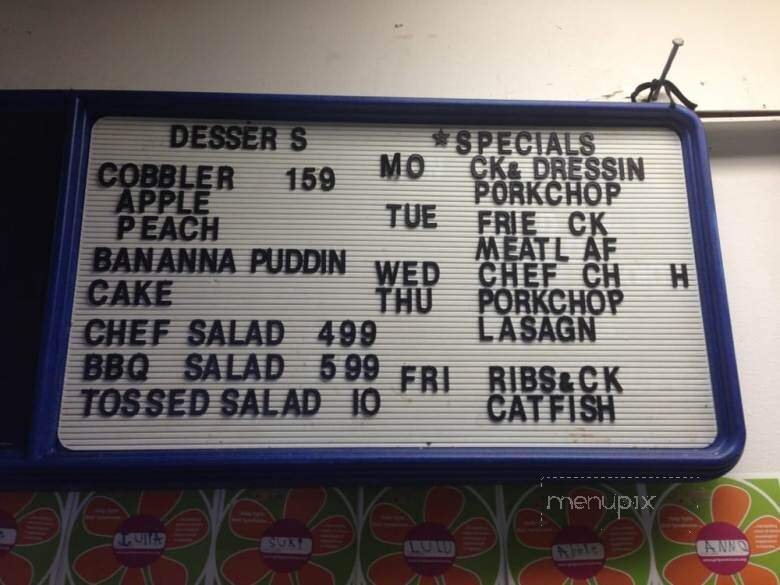 DESSER S
COBBLER 159
APPLE
PEACH
BANANNA PUDDIN
CAKE
CHEF SALAD 499
BBQ SALAD 599
TOSSED SALAD 10
*SPECIALS
MO CK& DRESSIN
PORKCHOP
TUE FRIE CK
MEATL AF
WED CHEF CH H
THU PORKCHOP
LASAGN
FRI RIBS&CK
CATFISH
menupix
LULU
ANNA